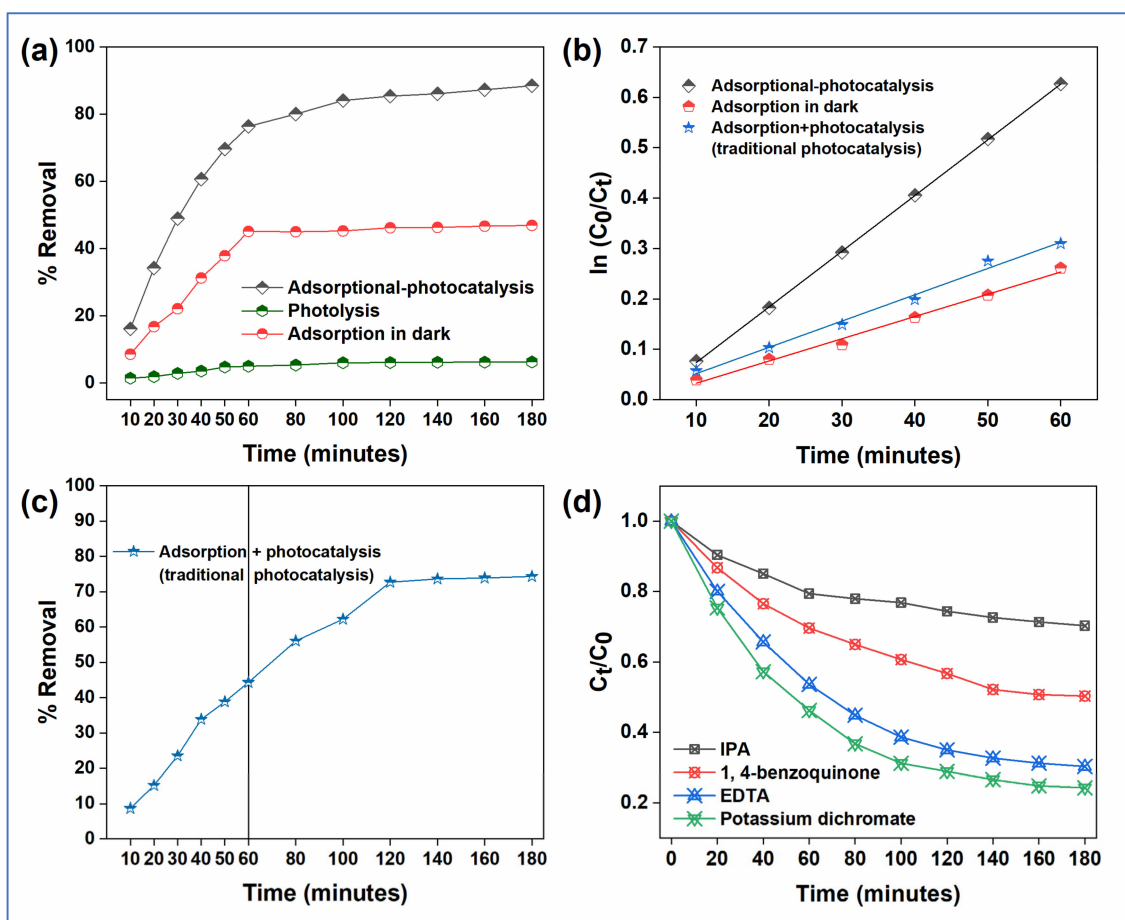 (a)
100
80
60
40
20
0
% Removal
Adsorptional-photocatalysis
Photolysis
Adsorption in dark
10 20 30 40 50 60 80 100 120 140 160 180
Time (minutes)
(b)
0.7
0.6
0.5
0.4
0.3
0.2
0.1
0.0
ln (C0/Ct)
Adsorptional-photocatalysis
Adsorption in dark
Adsorption+photocatalysis
(traditional photocatalysis)
10 20 30 40 50 60
Time (minutes)
(c)
100
90
80
70
60
50
40
30
20
10
0
% Removal
Adsorption + photocatalysis
(traditional photocatalysis)
10 20 30 40 50 60 80 100 120 140 160 180
Time (minutes)
(d)
1.0
0.8
0.6
0.4
0.2
Ct/C0
IPA
1, 4-benzoquinone
EDTA
Potassium dichromate
0 20 40 60 80 100 120 140 160 180
Time (minutes)